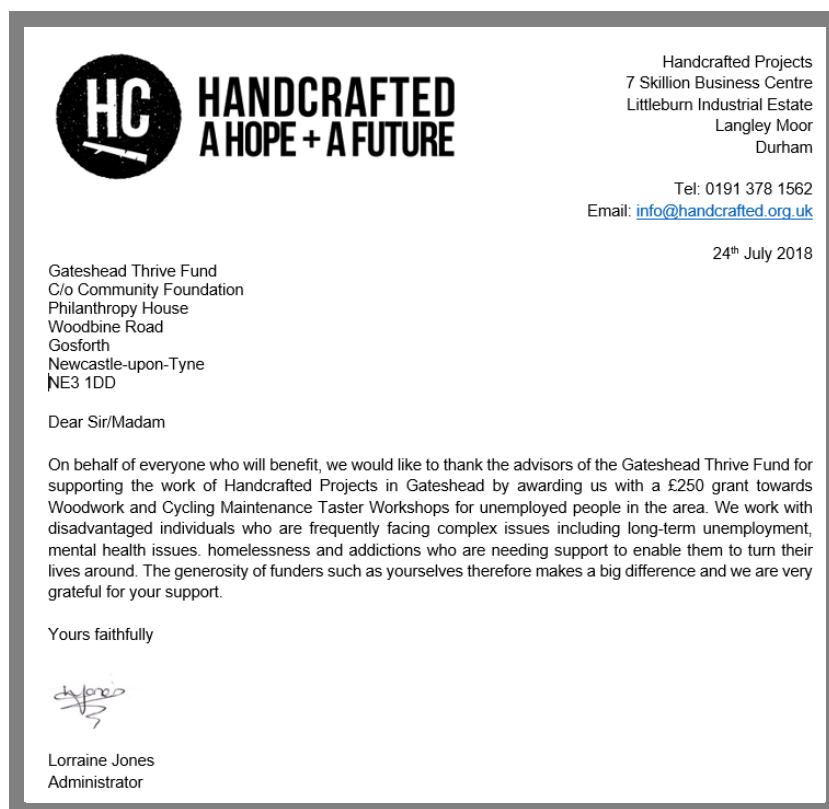 HC
HANDCRAFTED
A HOPE + A FUTURE
Handcrafted Projects
7 Skillion Business Centre
Littleburn Industrial Estate
Langley Moor
Durham
Tel: 0191 378 1562
Email: info@handcrafted.org.uk
24th July 2018
Gateshead Thrive Fund
C/o Community Foundation
Philanthropy House
Woodbine Road
Gosforth
Newcastle-upon-Tyne
NE3 1DD
Dear Sir/Madam
On behalf of everyone who will benefit, we would like to thank the advisors of the Gateshead Thrive Fund for
supporting the work of Handcrafted Projects in Gateshead by awarding us with a £250 grant towards
Woodwork and Cycling Maintenance Taster Workshops for unemployed people in the area. We work with
disadvantaged individuals who are frequently facing complex issues including long-term unemployment,
mental health issues. homelessness and addictions who are needing support to enable them to turn their
lives around. The generosity of funders such as yourselves therefore makes a big difference and we are very
grateful for your support.
Yours faithfully
Lorraine Jones
Administrator